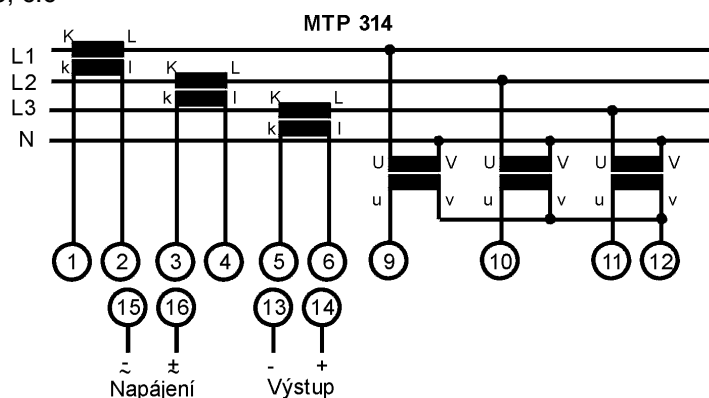 MTP 314
K L
L1
k l
K L
L2
k l
K L
L3
k l
N
U V U V U V
u v u v u v
1 2 3 4 5 6 9 10 11 12
15 16 13 14
- +
Napájení Výstup